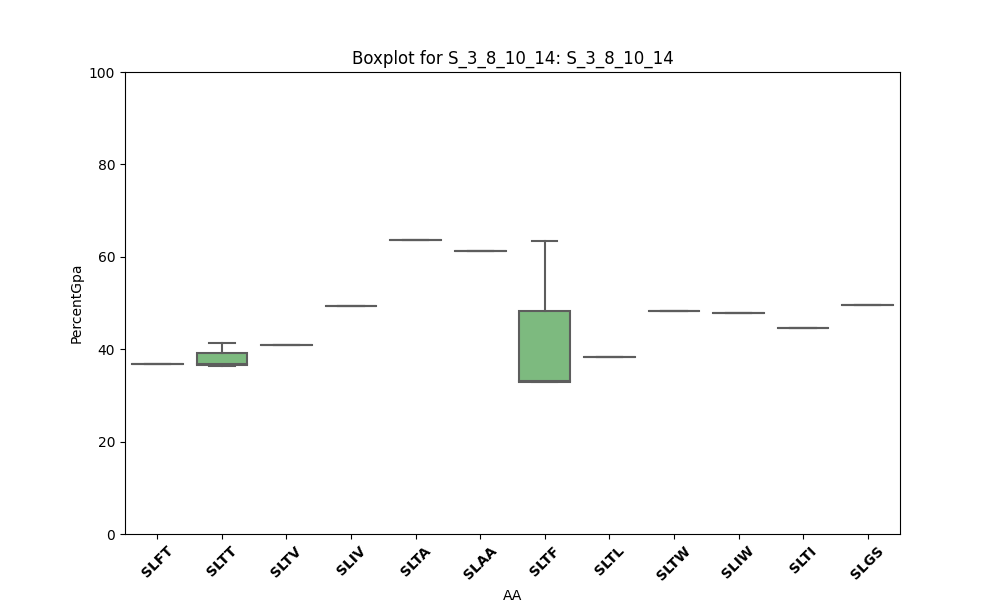 Boxplot for S_3_8_10_14: S_3_8_10_14
100
80
60
40
20
0
PercentGpa
SLFT SLTT SLTV SLIV SLTA SLAA SLTF SLTL SLTW SLIW SLTI SLGS
AA